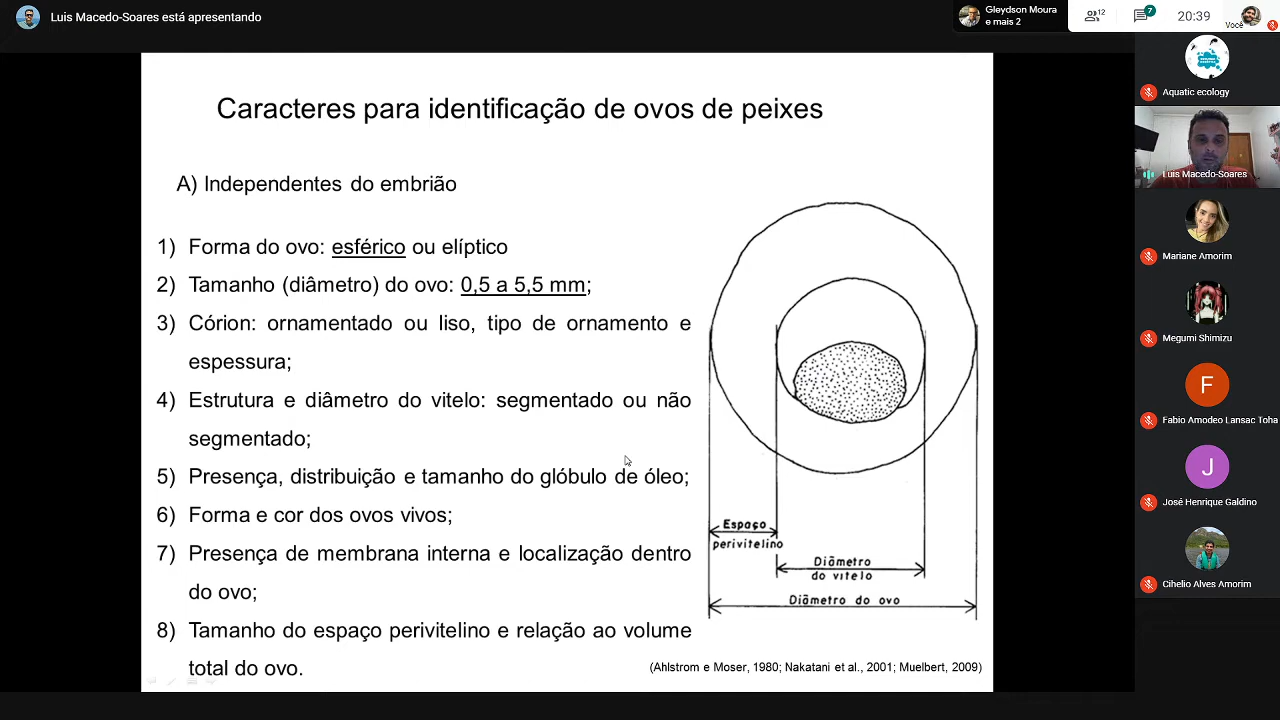 Luis Macedo-Soares está apresentando
Gleydson Moura
e mais 2
12
7
20:39
Você
Caracteres para identificação de ovos de peixes
A) Independentes do embrião
1) Forma do ovo: esférico ou elíptico
2) Tamanho (diâmetro) do ovo: 0,5 a 5,5 mm;
3) Córion: ornamentado ou liso, tipo de ornamento e
espessura;
4) Estrutura e diâmetro do vitelo: segmentado ou não
segmentado;
5) Presença, distribuição e tamanho do glóbulo de óleo;
6) Forma e cor dos ovos vivos;
7) Presença de membrana interna e localização dentro
do ovo;
8) Tamanho do espaço perivitelino e relação ao volume
total do ovo.
Espaço
perivitelino
Diâmetro
do vitelo
Diâmetro do ovo
(Ahlstrom e Moser, 1980; Nakatani et al., 2001; Muelbert, 2009)
Aquatic ecology
Luis Macedo-Soares
Mariane Amorim
Megumi Shimizu
F
Fabio Amodeo Lansac Toha
J
José Henrique Galdino
Cihelio Alves Amorim